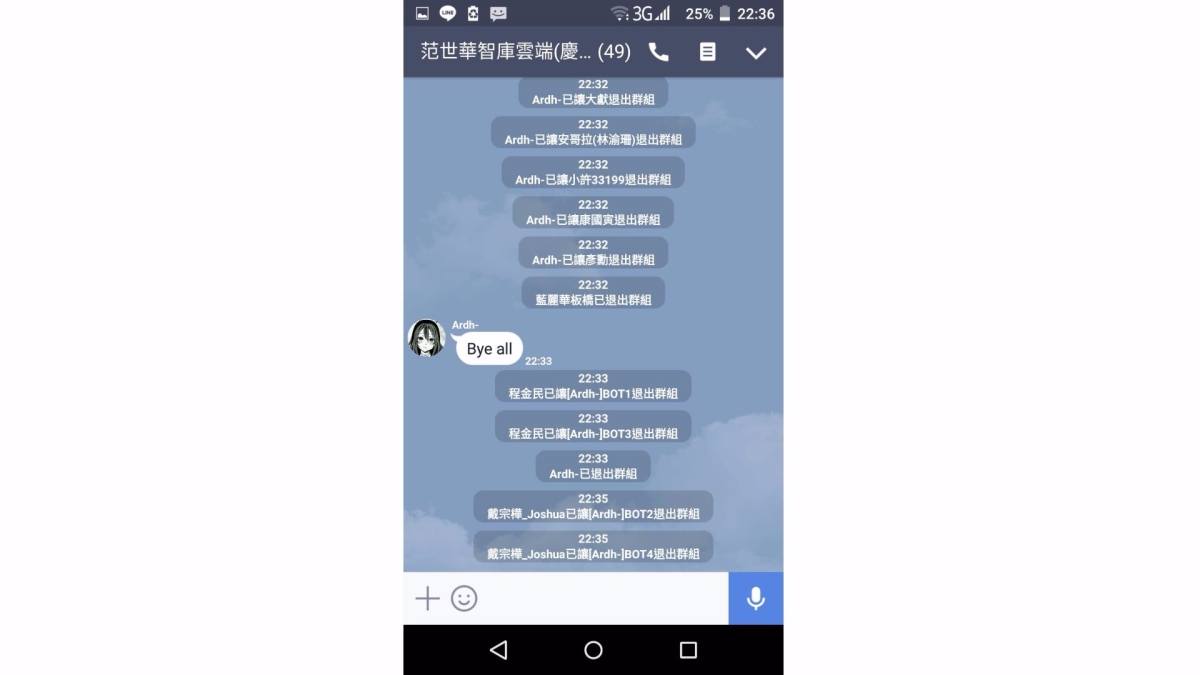 LINE
3G 25% 22:36
范世華智庫雲端(慶... (49)
22:32
Ardh-已讓大獻退出群組
22:32
Ardh-已讓安哥拉(林渝珊)退出群組
22:32
Ardh-已讓小許33199退出群組
22:32
Ardh-已讓康國寅退出群組
22:32
Ardh-已讓彥勳退出群組
22:32
藍麗華板橋已退出群組
Ardh-
Bye all
22:33
22:33
程金民已讓[Ardh-]BOT1退出群組
22:33
程金民已讓[Ardh-]BOT3退出群組
22:33
Ardh-已退出群組
22:35
戴宗樺_Joshua已讓[Ardh-]BOT2退出群組
22:35
戴宗樺_Joshua已讓[Ardh-]BOT4退出群組